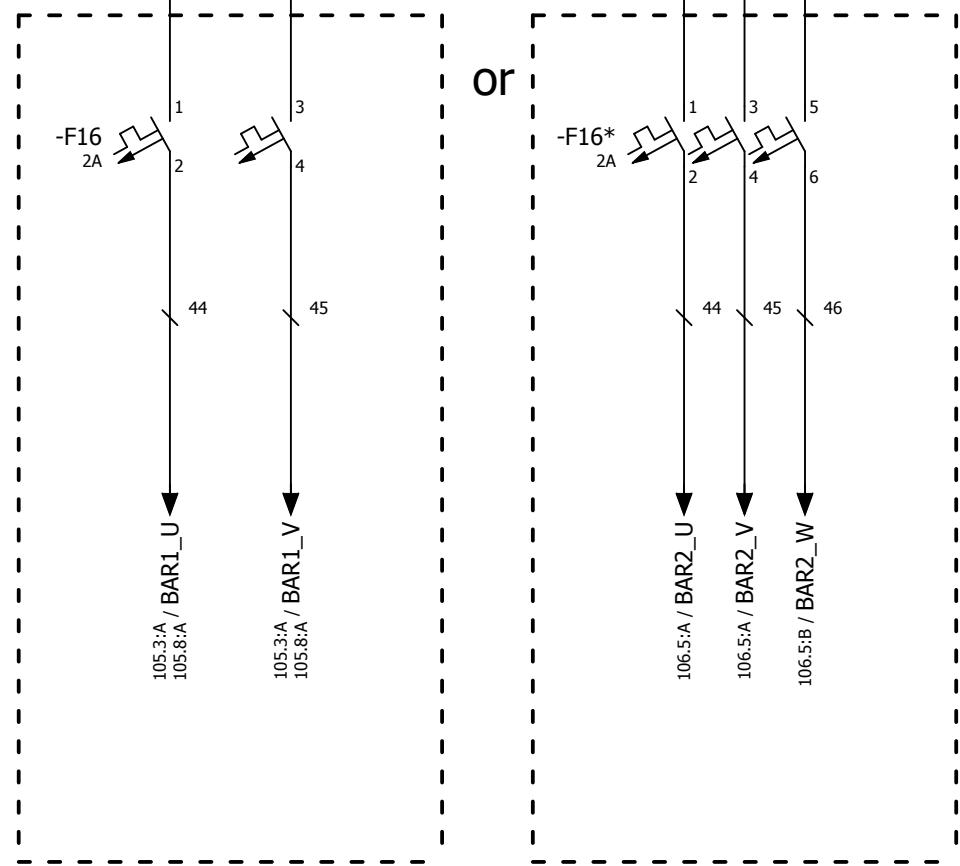 or
-F16
2A
1
2
3
4
44
45
105.3:A
105.8:A / BAR1_U
105.3:A
105.8:A / BAR1_V
-F16*
2A
1
2
3
4
5
6
44
45
46
106.5:A / BAR2_U
106.5:A / BAR2_V
106.5:B / BAR2_W